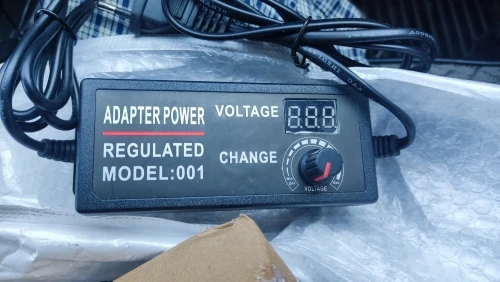 ADAPTER POWER
REGULATED
MODEL:001
VOLTAGE
8.8.8.
CHANGE
VOLTAGE